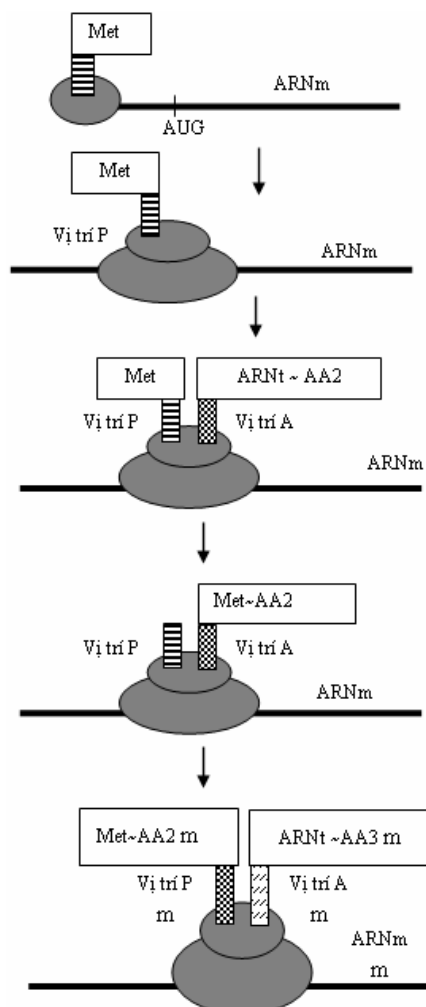 Met
ARNm
AUG
Met
Vị trí P
ARNm
Met
ARNt ~ AA2
Vị trí P
Vị trí A
ARNm
Met~AA2
Vị trí P
Vị trí A
ARNm
Met~AA2 m
ARNt ~AA3 m
Vị trí P
m
Vị trí A
m
ARNm
m